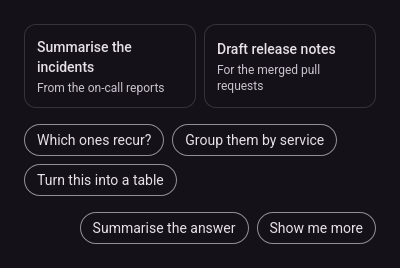 Summarise the
incidents
From the on-call reports
Draft release notes
For the merged pull
requests
Which ones recur?
Group them by service
Turn this into a table
Summarise the answer
Show me more